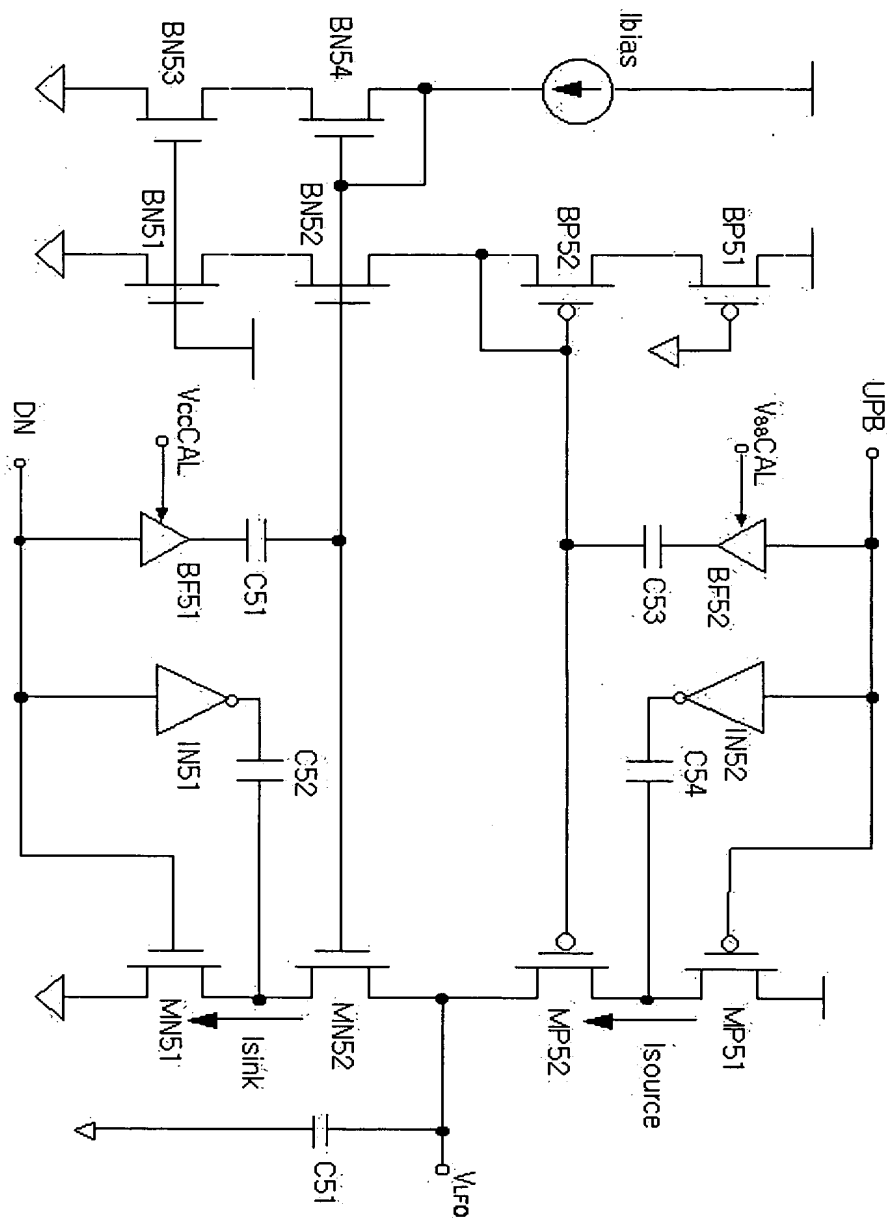 UPB
VssCAL
BP51
BF52
IN52
MP51
Ibias
C53
C54
Isource
BP52
MP52
VLFO
BN54
BN52
MN52
C51
C52
C51
Isink
VccCAL
BN53
BN51
BF51
IN51
MN51
DN